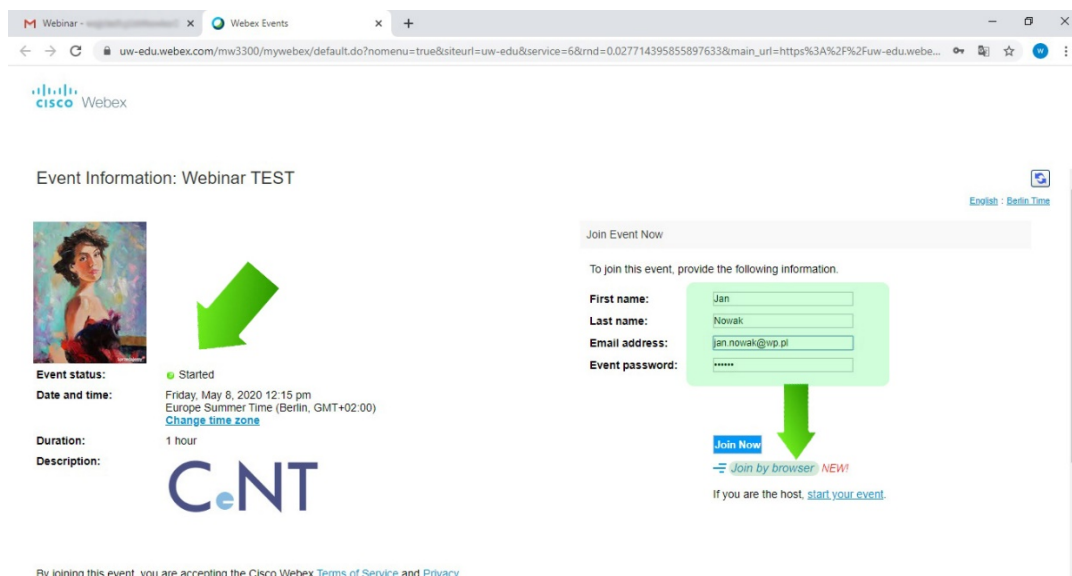 Webinar -
Webex Events
uw-edu.webex.com/mw3300/mywebex/default.do?nomenu=true&siteurl=uw-edu&service=6&rnd=0.027714395855897633&main_url=https%3A%2F%2Fuw-edu.webe...
W
cisco Webex
Event Information: Webinar TEST
English : Berlin Time
Join Event Now
To join this event, provide the following information.
First name: Jan
Last name: Nowak
Email address: jan.nowak@wp.pl
Event password: ••••••
Join Now
Join by browser NEW!
If you are the host, start your event.
Event status: Started
Date and time: Friday, May 8, 2020 12:15 pm
Europe Summer Time (Berlin, GMT+02:00)
Change time zone
Duration: 1 hour
Description: CeNT
By joining this event, you are accepting the Cisco Webex Terms of Service and Privacy